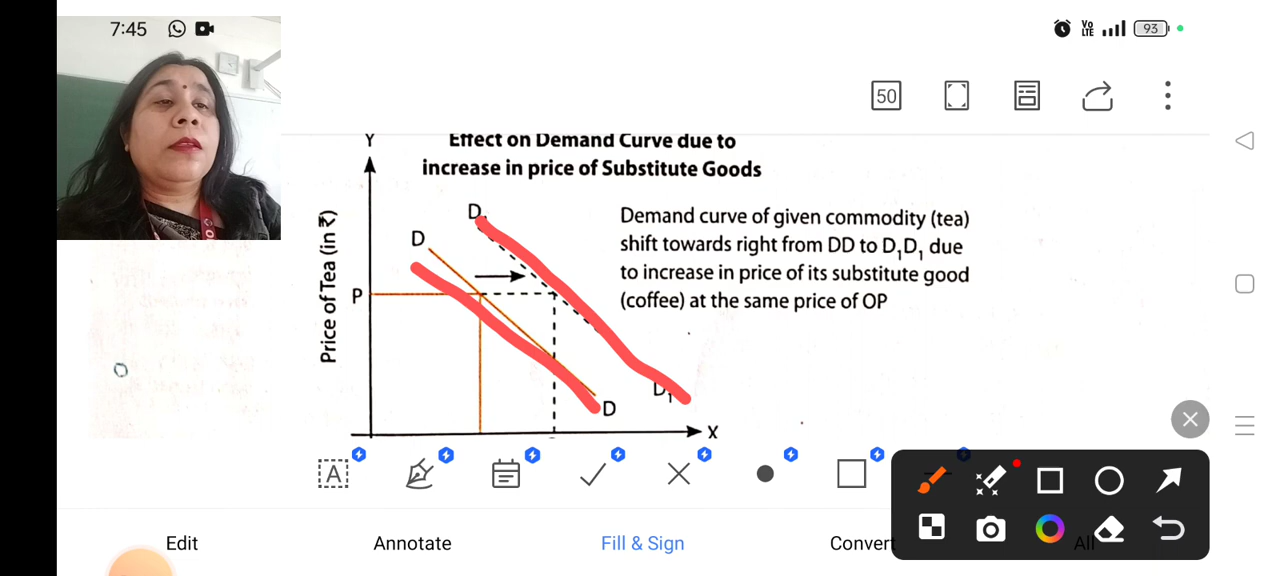 7:45
Vo
LTE
93
50
Y
Effect on Demand Curve due to
increase in price of Substitute Goods
Price of Tea (in ₹)
D
D
P
D
D₁
X
Demand curve of given commodity (tea)
shift towards right from DD to D₁D₁ due
to increase in price of its substitute good
(coffee) at the same price of OP
A
Edit
Annotate
Fill & Sign
Convert
All